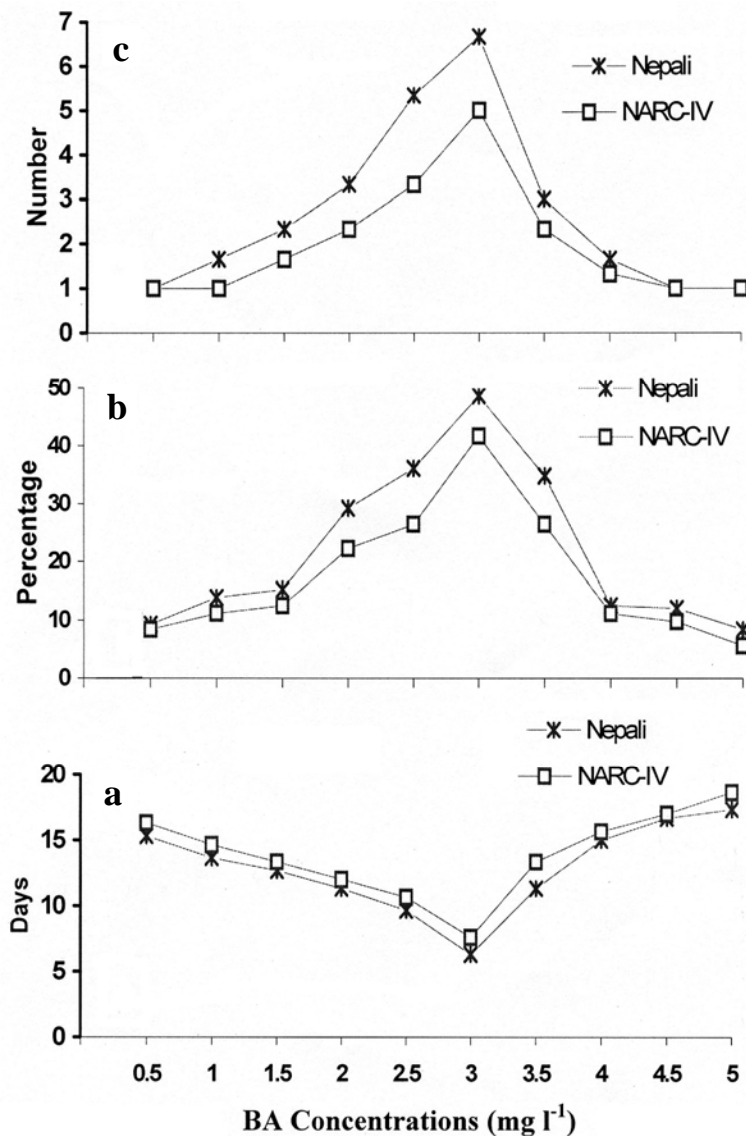 c
Number
7
6
5
4
3
2
1
0
Nepali
NARC-IV
b
Percentage
50
40
30
20
10
0
Nepali
NARC-IV
a
Days
20
15
10
5
0
Nepali
NARC-IV
0.5 1 1.5 2 2.5 3 3.5 4.0 4.5 5
BA Concentrations (mg l⁻¹)